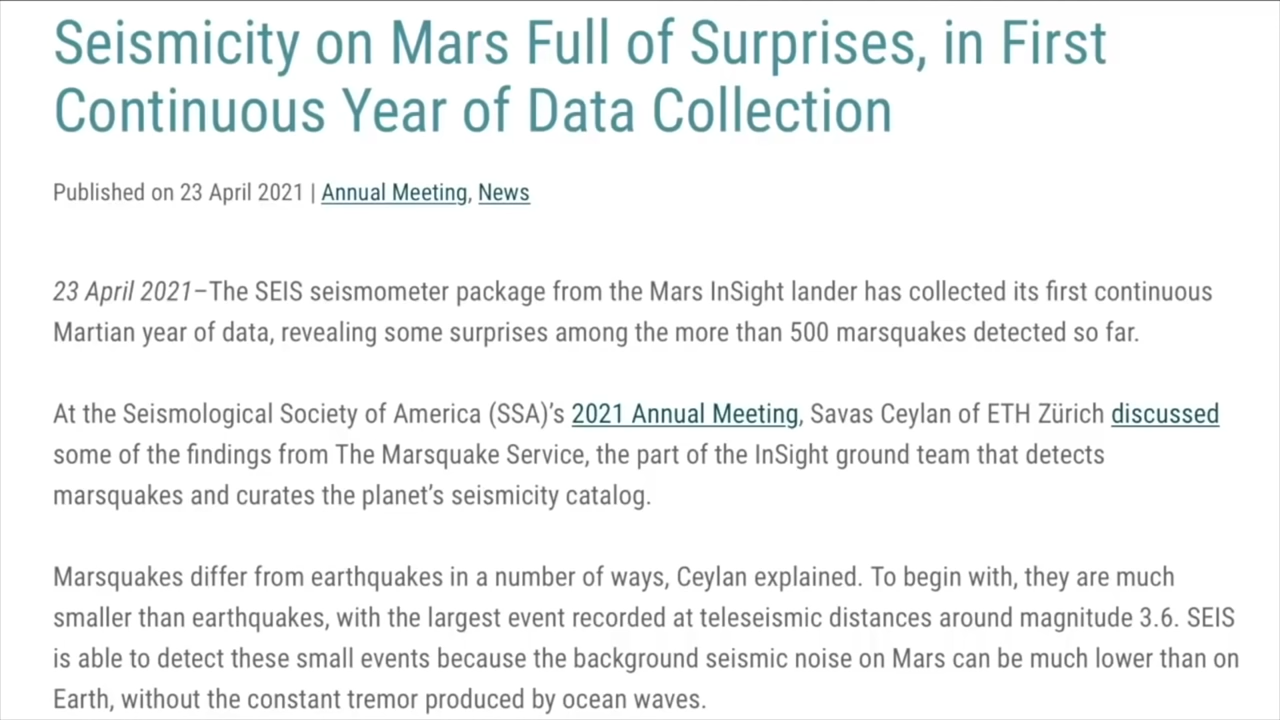 Seismicity on Mars Full of Surprises, in First
Continuous Year of Data Collection
Published on 23 April 2021 | Annual Meeting, News
23 April 2021–The SEIS seismometer package from the Mars InSight lander has collected its first continuous
Martian year of data, revealing some surprises among the more than 500 marsquakes detected so far.
At the Seismological Society of America (SSA)’s 2021 Annual Meeting, Savas Ceylan of ETH Zürich discussed
some of the findings from The Marsquake Service, the part of the InSight ground team that detects
marsquakes and curates the planet’s seismicity catalog.
Marsquakes differ from earthquakes in a number of ways, Ceylan explained. To begin with, they are much
smaller than earthquakes, with the largest event recorded at teleseismic distances around magnitude 3.6. SEIS
is able to detect these small events because the background seismic noise on Mars can be much lower than on
Earth, without the constant tremor produced by ocean waves.